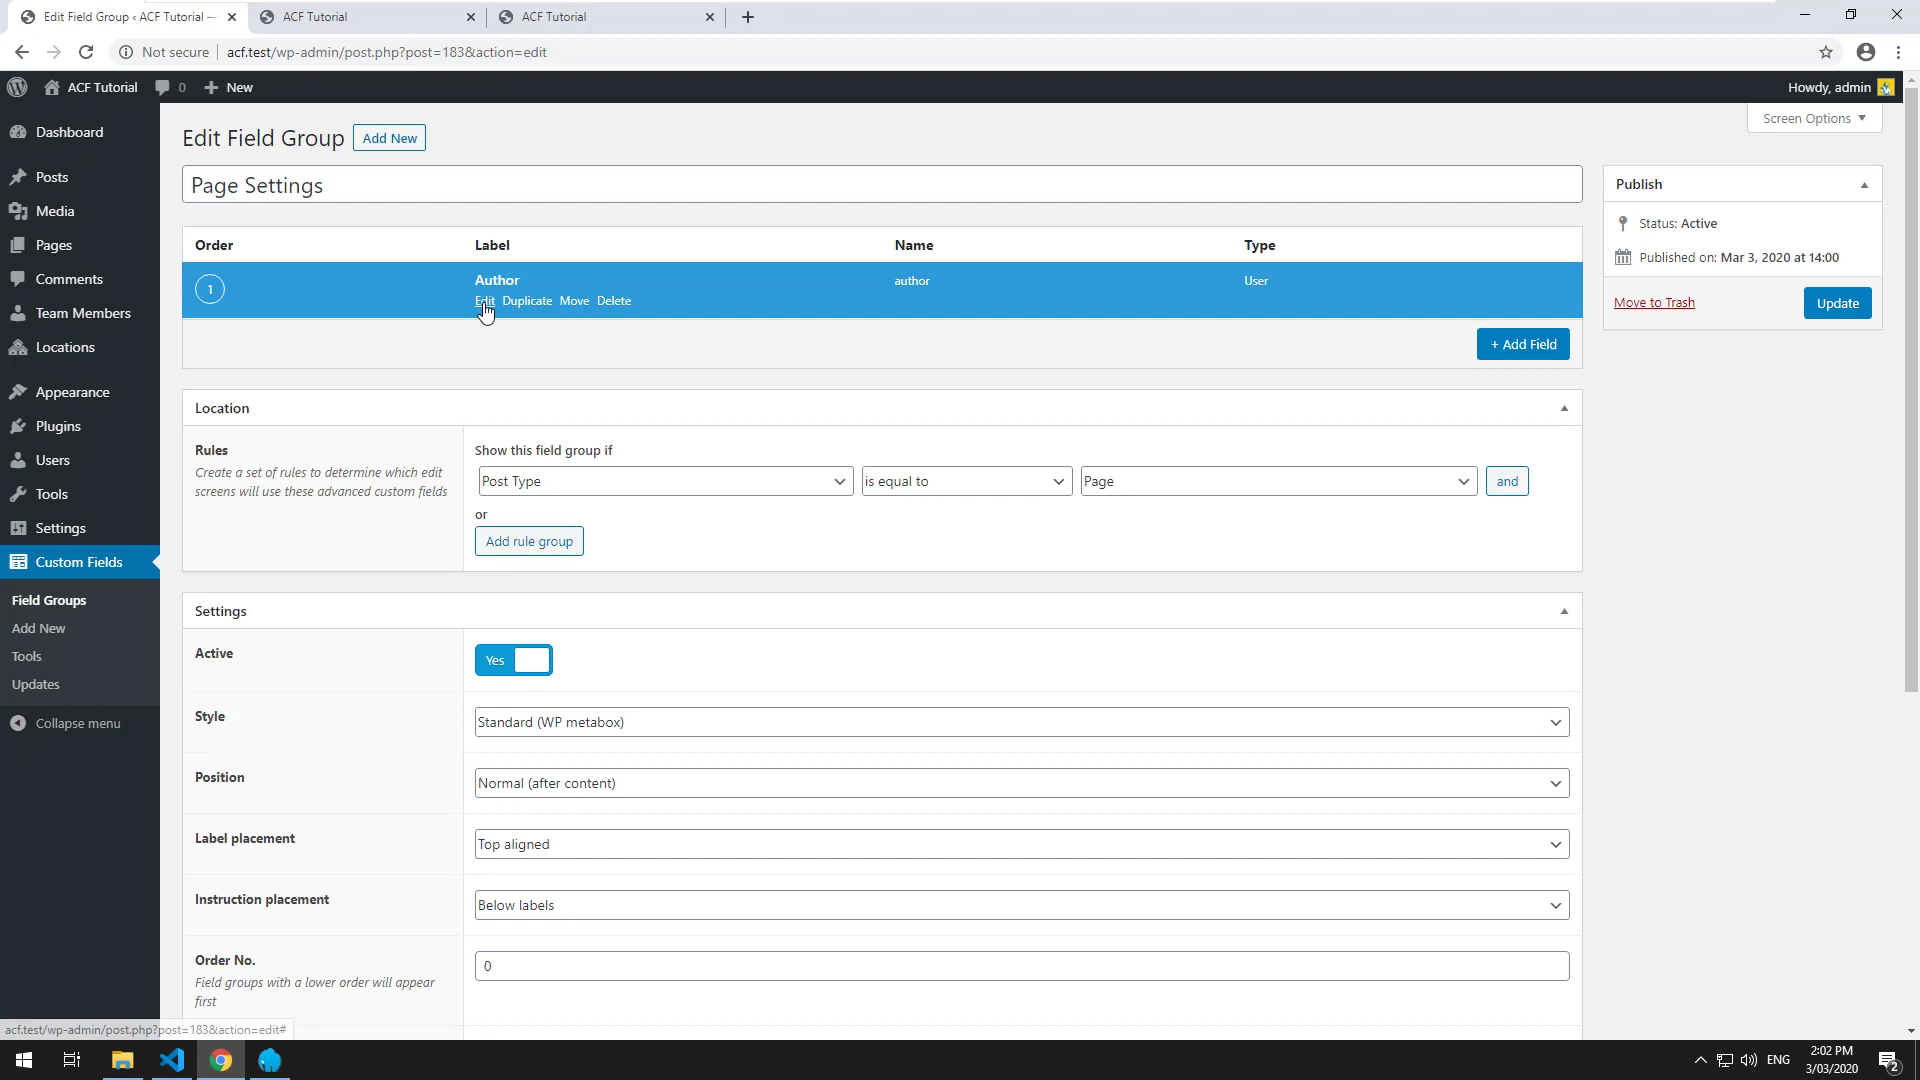 Edit Field Group ‹ ACF Tutorial —
ACF Tutorial
ACF Tutorial
Not secure
acf.test/wp-admin/post.php?post=183&action=edit
ACF Tutorial
0
New
Howdy, admin
Dashboard
Posts
Media
Pages
Comments
Team Members
Locations
Appearance
Plugins
Users
Tools
Settings
Custom Fields
Field Groups
Add New
Tools
Updates
Collapse menu
Screen Options
Edit Field Group
Add New
Page Settings
Order
Label
Name
Type
1
Author
author
User
Edit Duplicate Move Delete
+ Add Field
Publish
Status: Active
Published on: Mar 3, 2020 at 14:00
Move to Trash
Update
Location
Rules
Create a set of rules to determine which edit
screens will use these advanced custom fields
Show this field group if
Post Type
is equal to
Page
and
or
Add rule group
Settings
Active
Yes
Style
Standard (WP metabox)
Position
Normal (after content)
Label placement
Top aligned
Instruction placement
Below labels
Order No.
Field groups with a lower order will appear
first
0
acf.test/wp-admin/post.php?post=183&action=edit#
ENG
2:02 PM
3/03/2020
2